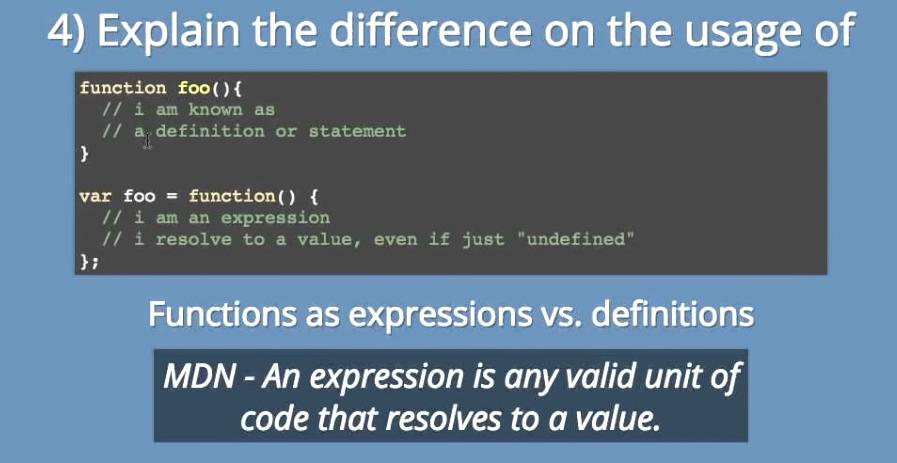 4) Explain the difference on the usage of
function foo(){
// i am known as
// a definition or statement
}
var foo = function() {
// i am an expression
// i resolve to a value, even if just "undefined"
};
Functions as expressions vs. definitions
MDN - An expression is any valid unit of
code that resolves to a value.